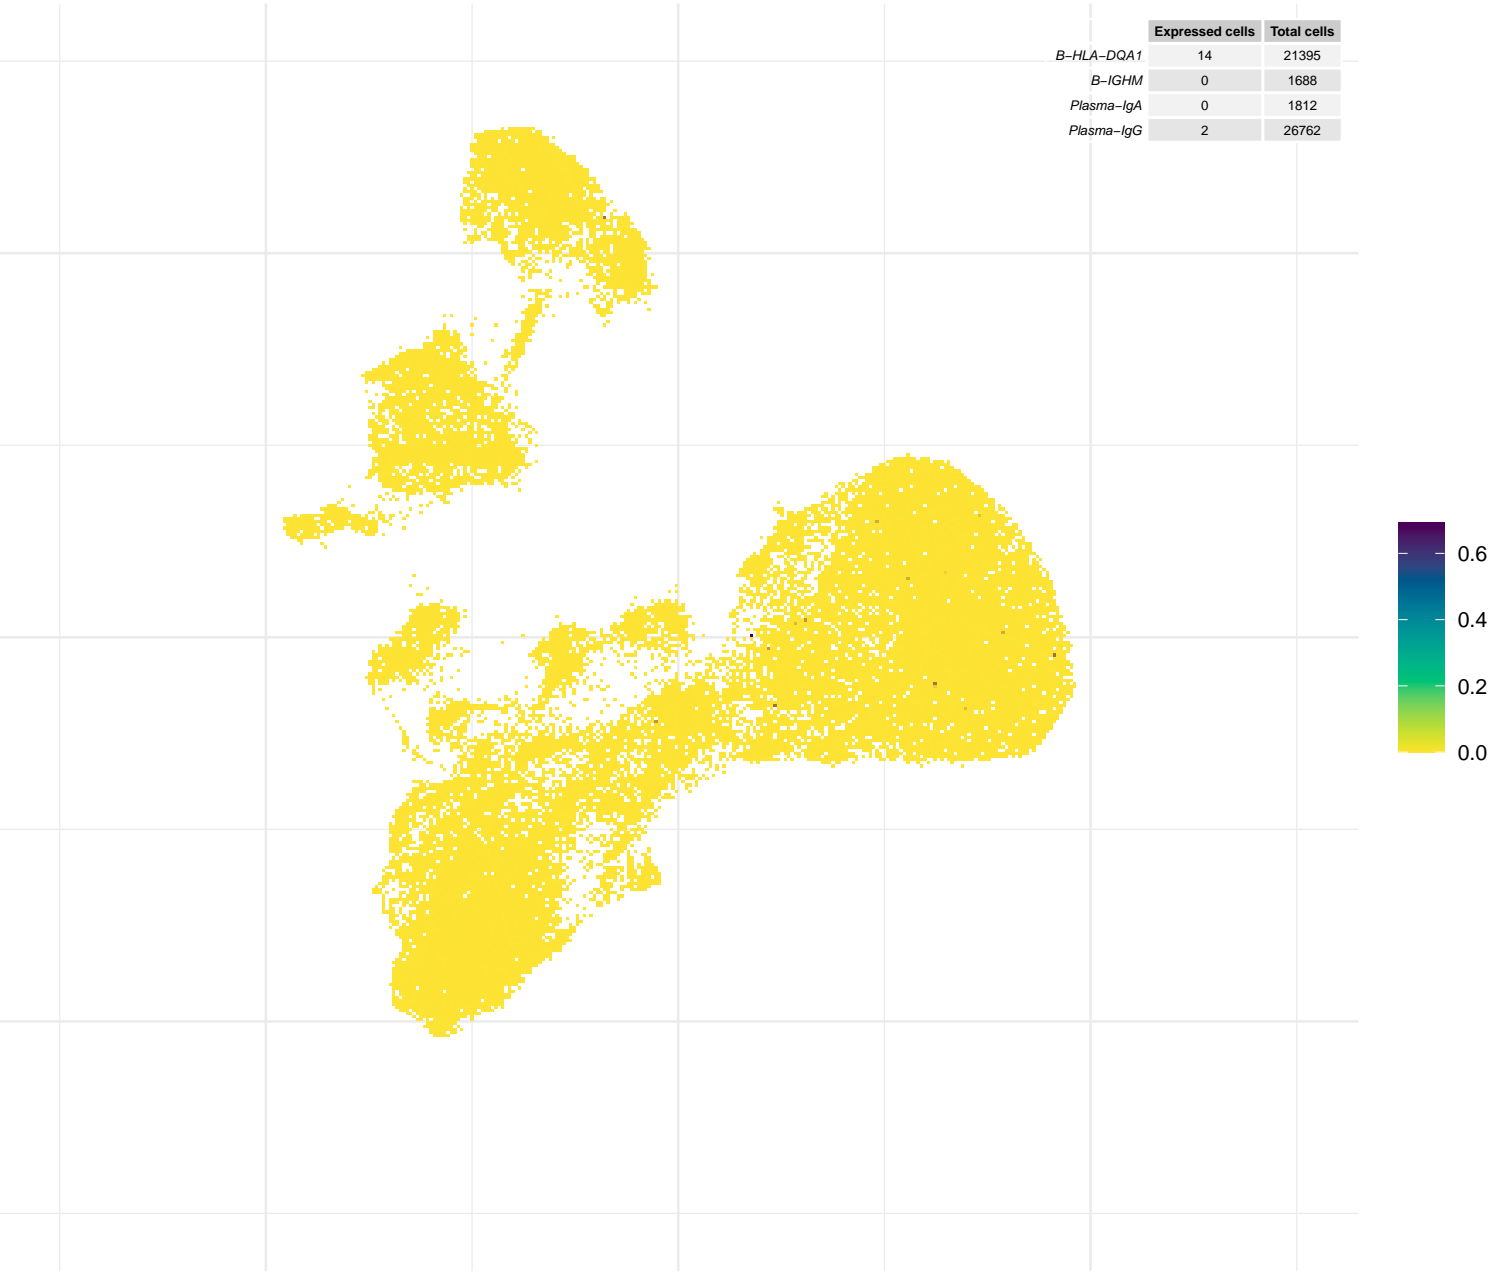 Expressed cells Total cells
B−HLA−DQA1 14 21395
B−IGHM 0 1688
Plasma−IgA 0 1812
Plasma−IgG 2 26762
0.6
0.4
0.2
0.0